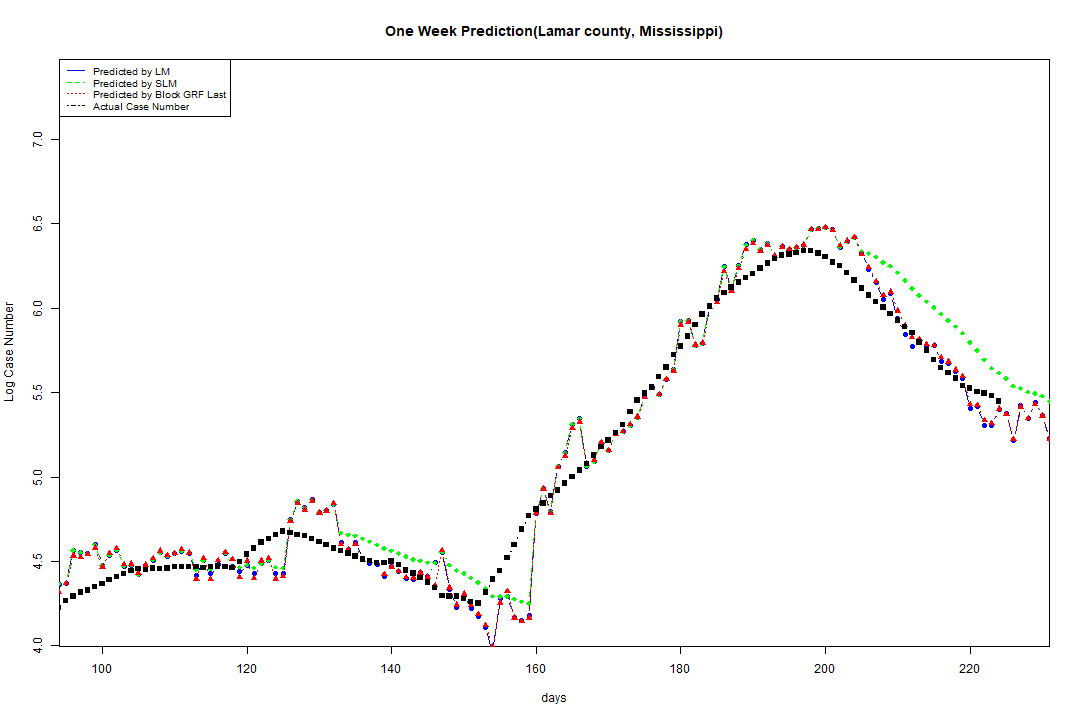 One Week Prediction(Lamar county, Mississippi)
Predicted by LM
Predicted by SLM
Predicted by Block GRF Last
Actual Case Number
Log Case Number
7.0
6.5
6.0
5.5
5.0
4.5
4.0
100 120 140 160 180 200 220
days